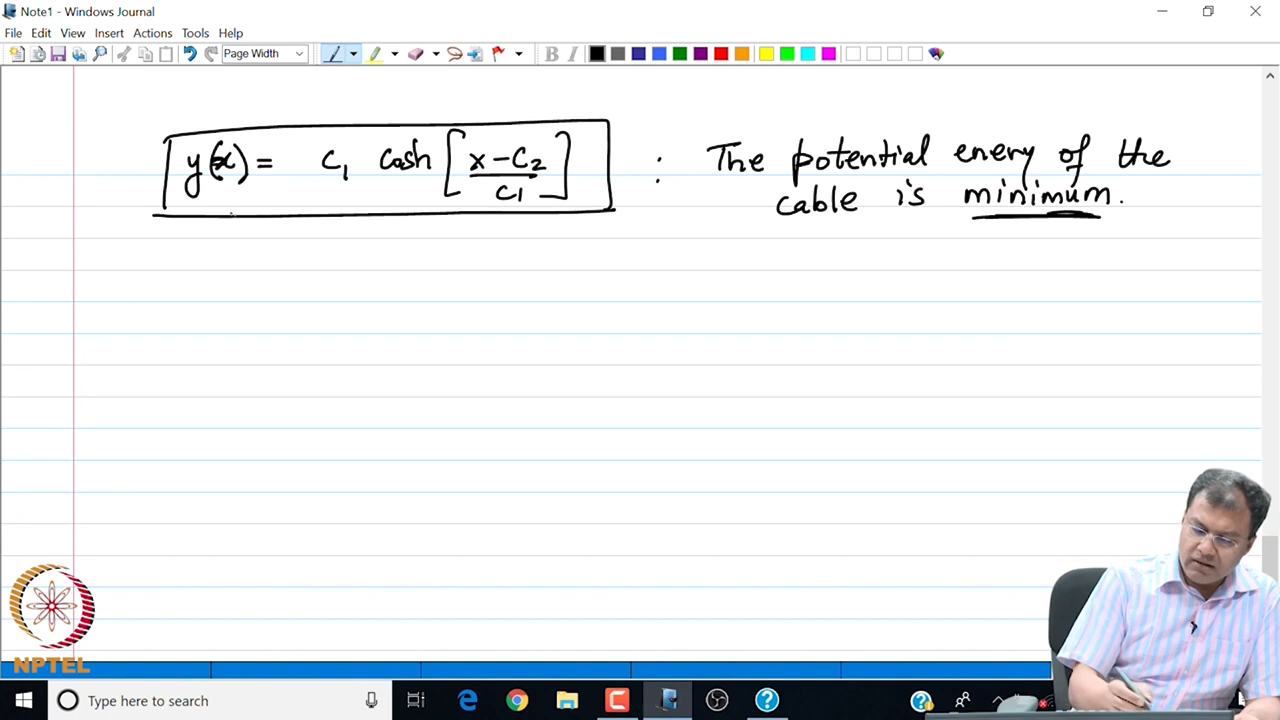 Note1 - Windows Journal
File Edit View Insert Actions Tools Help
Page Width
B I
y(x) = C1 cosh [ x - C2 / C1 ] : The potential enery of the
cable is minimum.
NPTEL
Type here to search